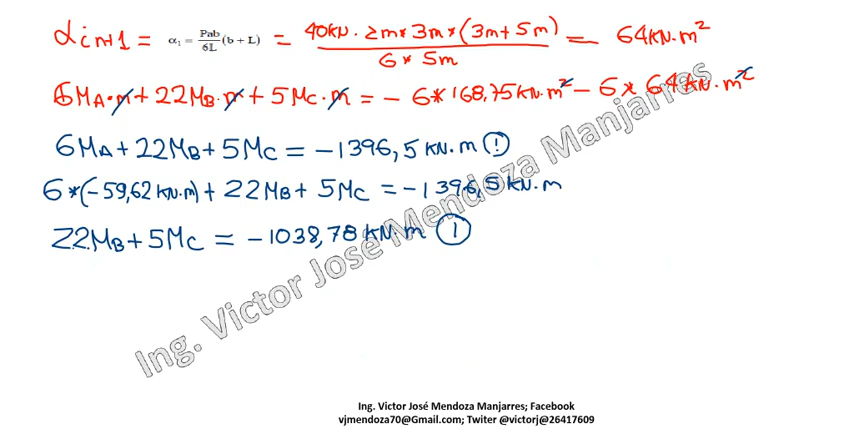 αin+1 = α₁ = Pab/6L (b + L) = 40KN · 2m * 3m * (3m + 5m) / 6 * 5m = 64KN·m²
6MA·m + 22MB·m + 5MC·m = - 6*168,75KN·m² - 6 * 64KN·m²
6MA + 22MB + 5MC = -1396,5 KN·m ①
6 *(-59,62 KN·m) + 22MB + 5MC = -1396,5KN·m
22MB + 5MC = -1038,78 KN·m ①
Ing. Victor José Mendoza Manjarres
Ing. Victor José Mendoza Manjarres; Facebook
vjmendoza70@Gmail.com; Twiter @victorj@26417609